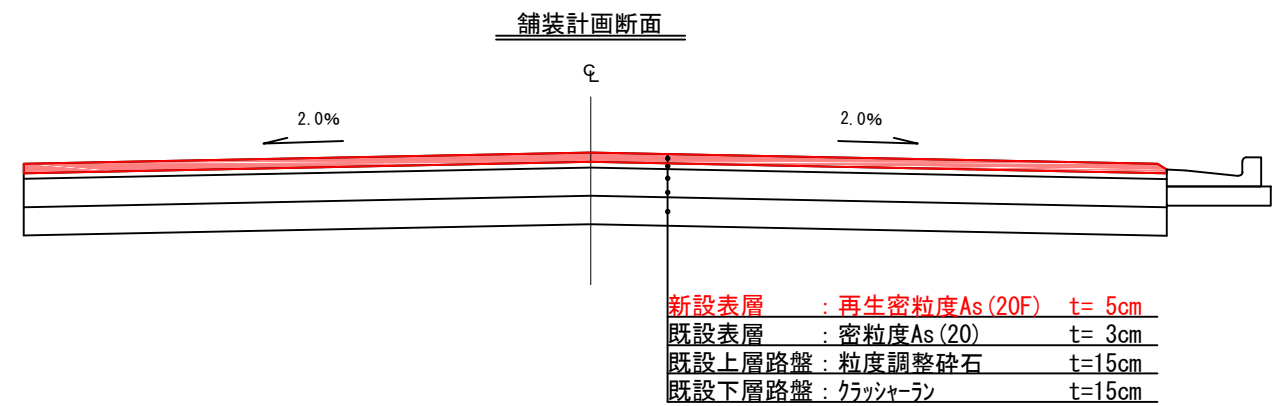 舗装計画断面
℄
2.0%
2.0%
新設表層 : 再生密粒度As(20F) t= 5cm
既設表層 : 密粒度As(20) t= 3cm
既設上層路盤 : 粒度調整砕石 t=15cm
既設下層路盤 : クラッシャーラン t=15cm